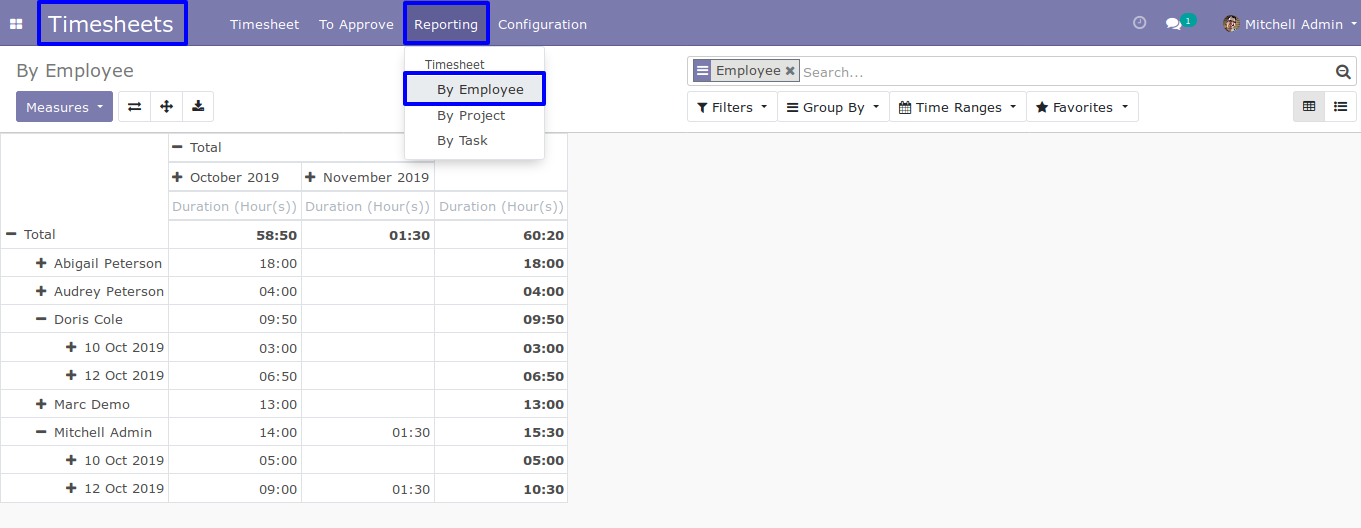 Timesheets Timesheet To Approve Reporting Configuration 1 Mitchell Admin
By Employee
Timesheet
By Employee
By Project
By Task
Employee Search...
Measures
Filters Group By Time Ranges Favorites
Total
October 2019 November 2019
Duration (Hour(s)) Duration (Hour(s)) Duration (Hour(s))
Total 58:50 01:30 60:20
Abigail Peterson 18:00 18:00
Audrey Peterson 04:00 04:00
Doris Cole 09:50 09:50
10 Oct 2019 03:00 03:00
12 Oct 2019 06:50 06:50
Marc Demo 13:00 13:00
Mitchell Admin 14:00 01:30 15:30
10 Oct 2019 05:00 05:00
12 Oct 2019 09:00 01:30 10:30